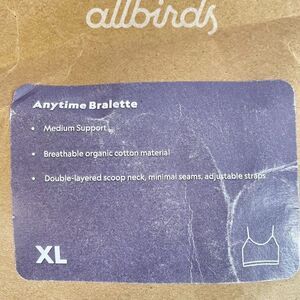 allbirds
Anytime Bralette
• Medium Support
• Breathable organic cotton material
• Double-layered scoop neck, minimal seams, adjustable straps
XL